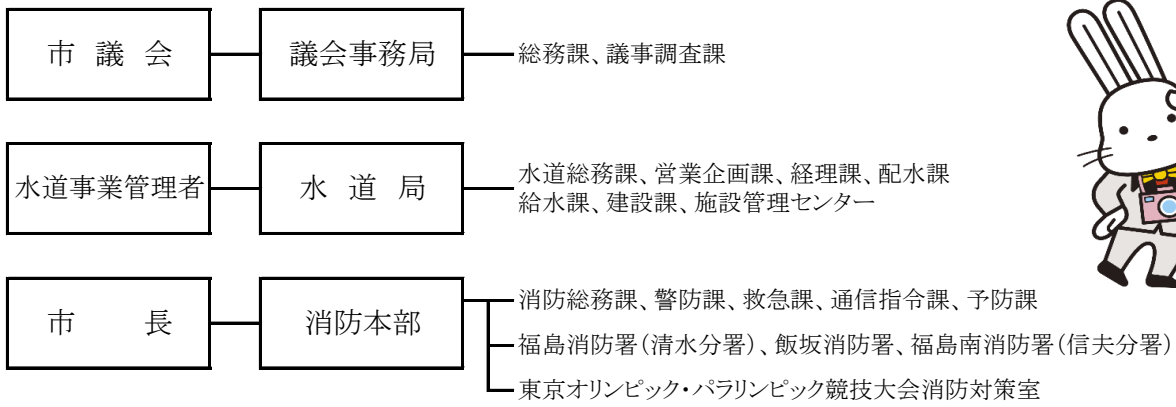 市議会
議会事務局
総務課、議事調査課
水道事業管理者
水道局
水道総務課、営業企画課、経理課、配水課
給水課、建設課、施設管理センター
市長
消防本部
消防総務課、警防課、救急課、通信指令課、予防課
福島消防署（清水分署）、飯坂消防署、福島南消防署（信夫分署）
東京オリンピック・パラリンピック競技大会消防対策室